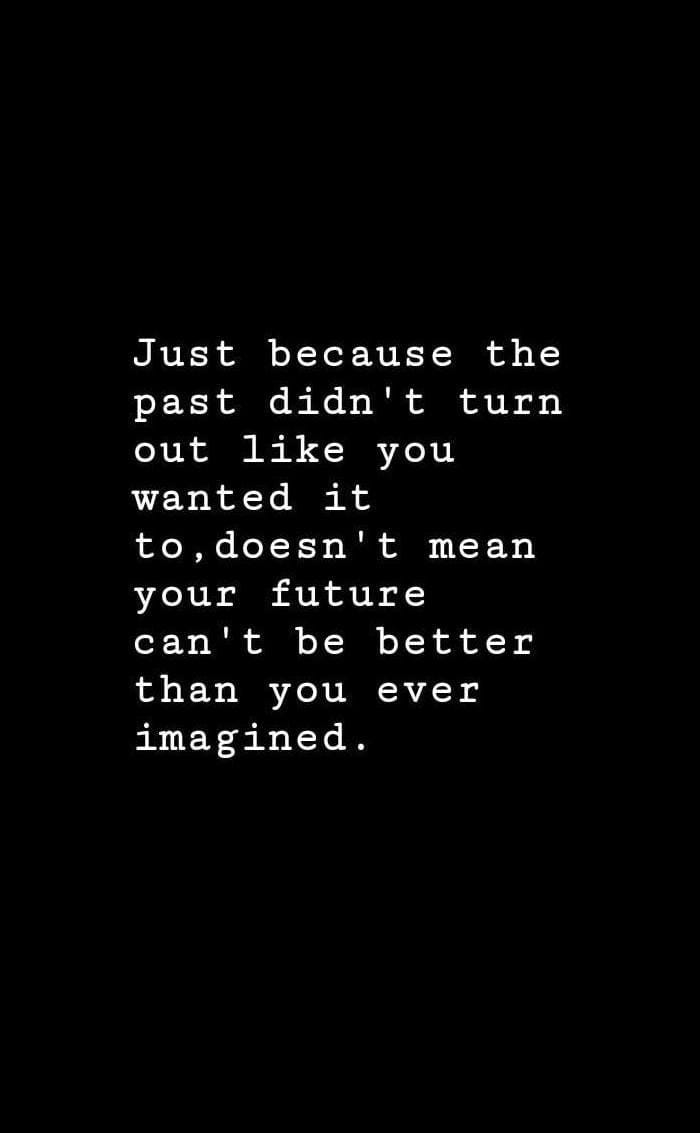 Just because the
past didn't turn
out like you
wanted it
to,doesn't mean
your future
can't be better
than you ever
imagined.